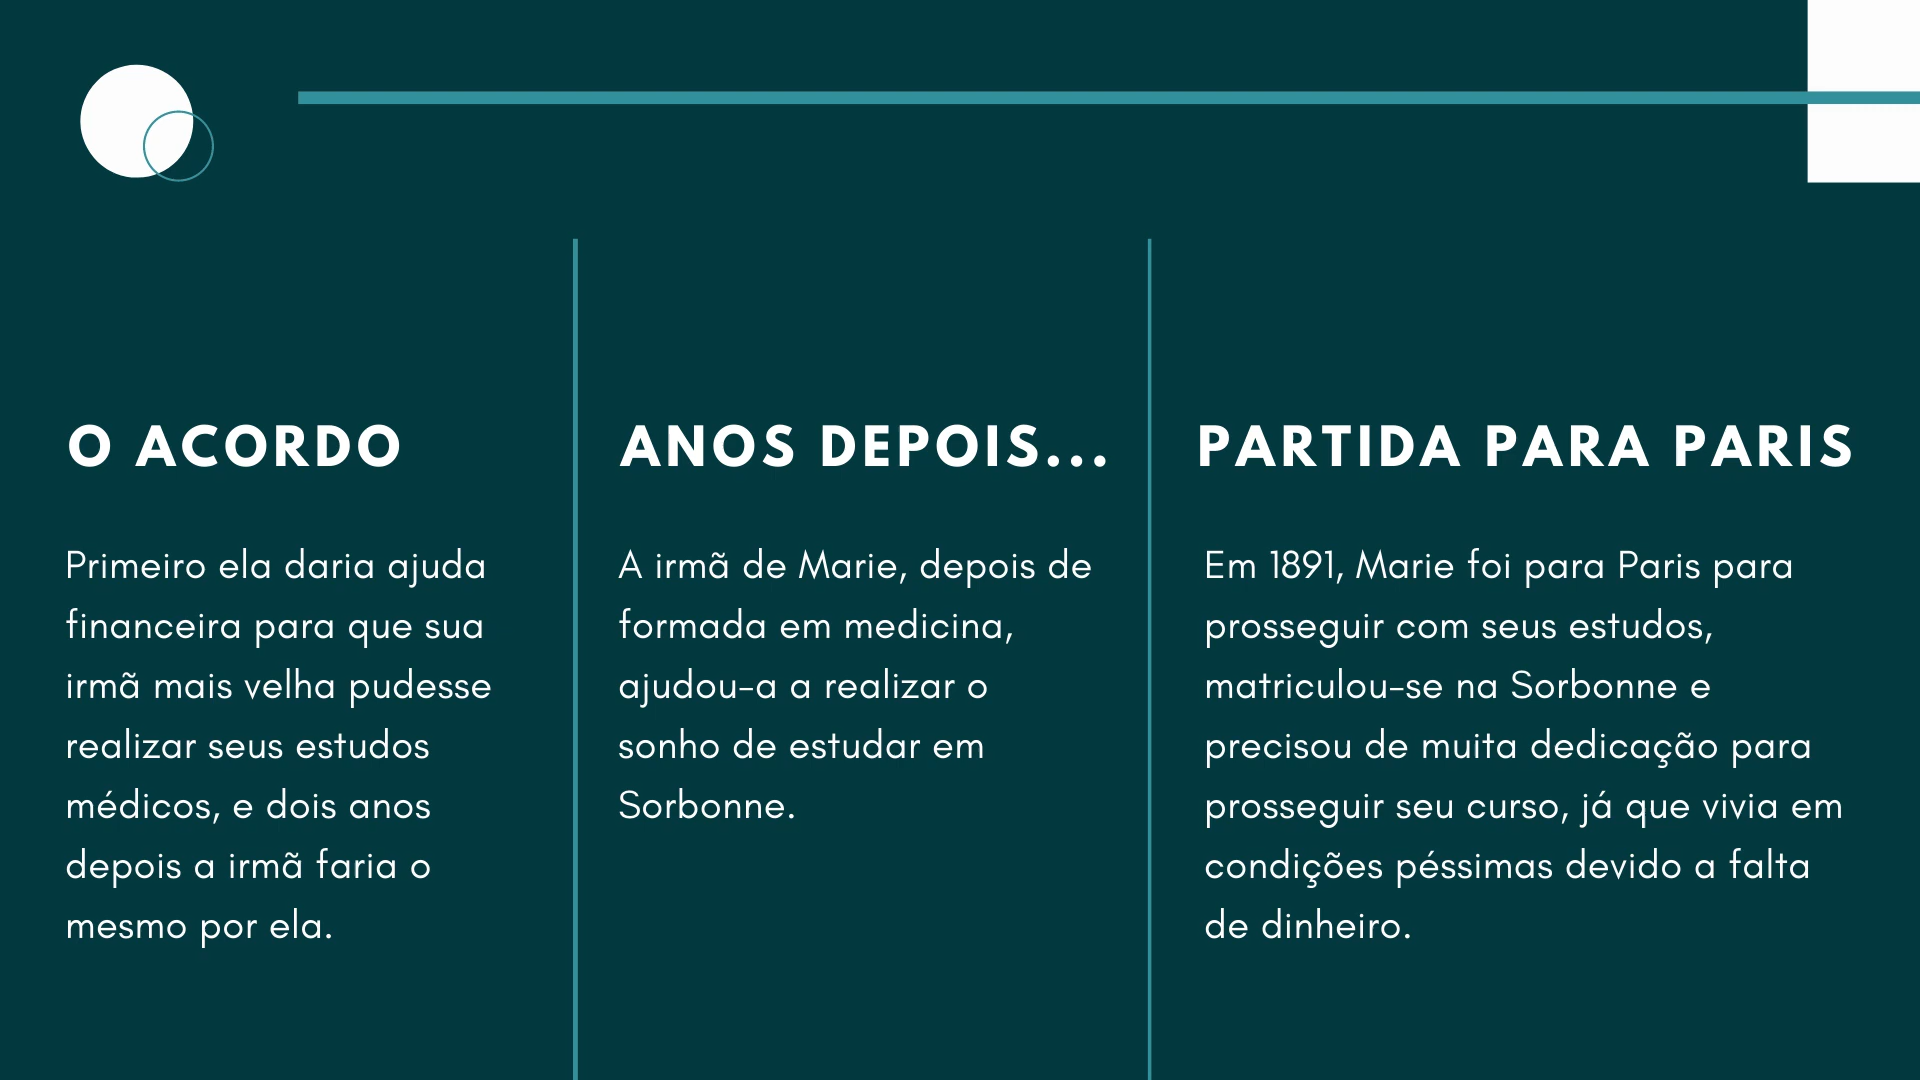 O ACORDO
Primeiro ela daria ajuda
financeira para que sua
irmã mais velha pudesse
realizar seus estudos
médicos, e dois anos
depois a irmã faria o
mesmo por ela.
ANOS DEPOIS...
A irmã de Marie, depois de
formada em medicina,
ajudou-a a realizar o
sonho de estudar em
Sorbonne.
PARTIDA PARA PARIS
Em 1891, Marie foi para Paris para
prosseguir com seus estudos,
matriculou-se na Sorbonne e
precisou de muita dedicação para
prosseguir seu curso, já que vivia em
condições péssimas devido a falta
de dinheiro.